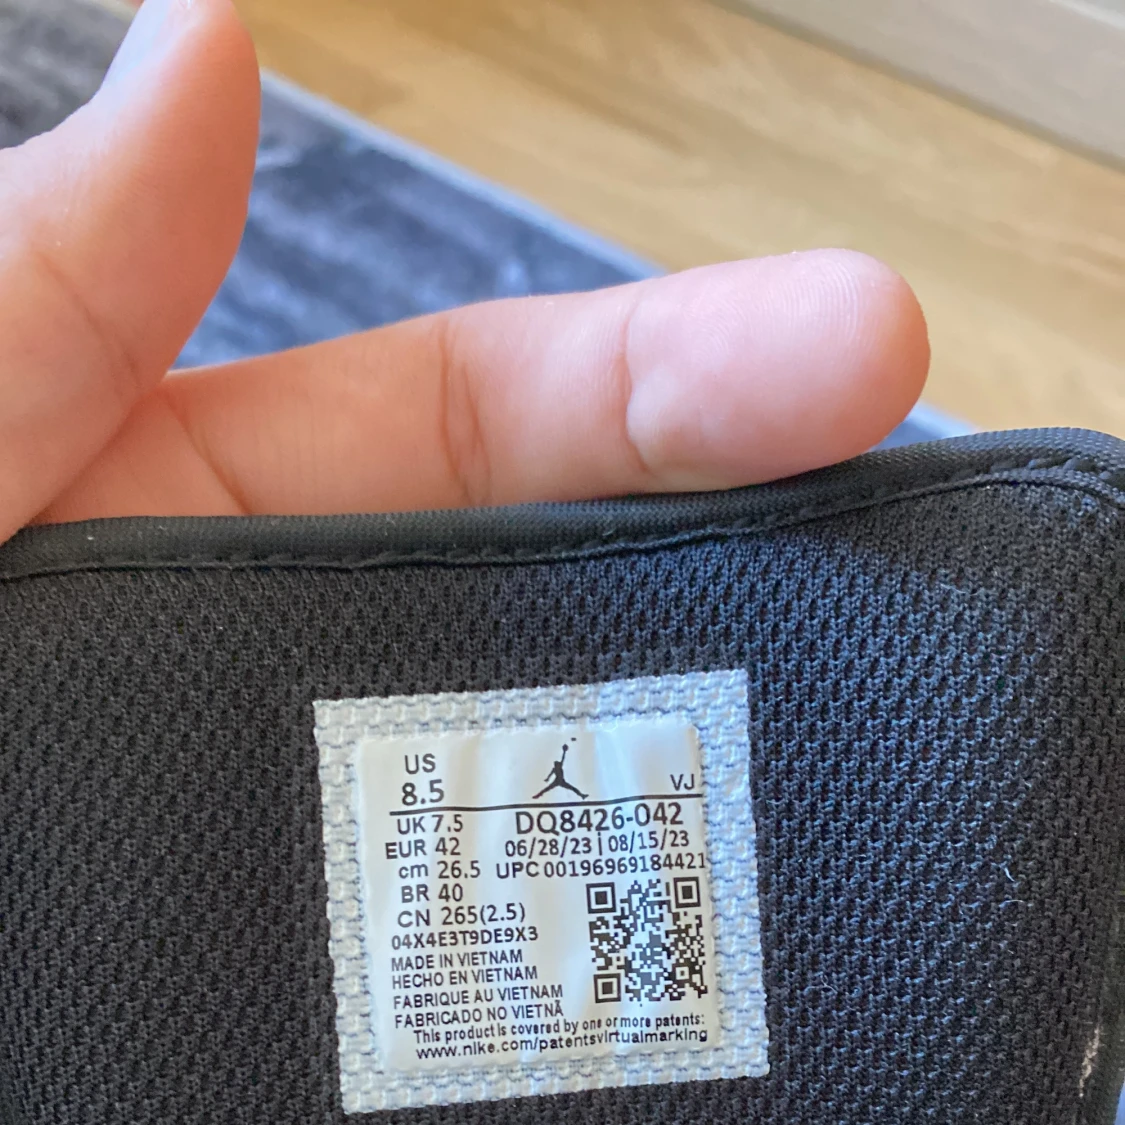 US
8.5
VJ
UK 7.5
DQ8426-042
EUR 42
06/28/23 | 08/15/23
cm 26.5
UPC 00196969184421
BR 40
CN 265(2.5)
04X4E3T9DE9X3
MADE IN VIETNAM
HECHO EN VIETNAM
FABRIQUE AU VIETNAM
FABRICADO NO VIETNÃ
This product is covered by one or more patents:
www.nike.com/patentsvirtualmarking